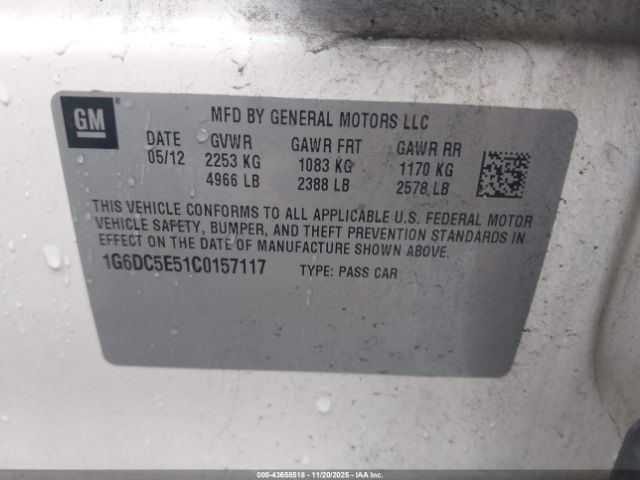 GM
MFD BY GENERAL MOTORS LLC
DATE GVWR GAWR FRT GAWR RR
05/12 2253 KG 1083 KG 1170 KG
4966 LB 2388 LB 2578 LB
THIS VEHICLE CONFORMS TO ALL APPLICABLE U.S. FEDERAL MOTOR
VEHICLE SAFETY, BUMPER, AND THEFT PREVENTION STANDARDS IN
EFFECT ON THE DATE OF MANUFACTURE SHOWN ABOVE.
1G6DC5E51C0157117 TYPE: PASS CAR
000-43658518 - 11/20/2025 - IAAI.COM